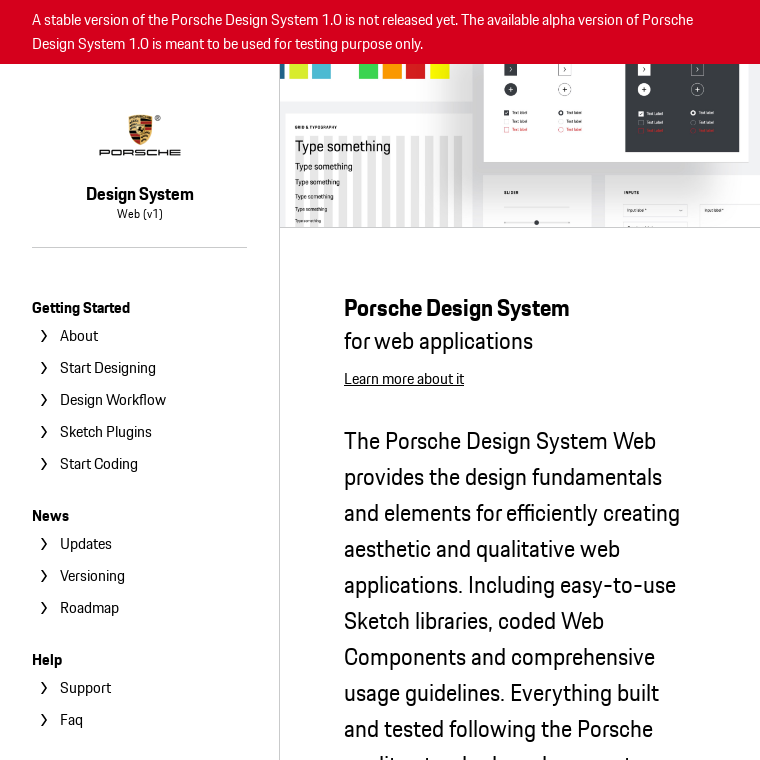 A stable version of the Porsche Design System 1.0 is not released yet. The available alpha version of Porsche
Design System 1.0 is meant to be used for testing purpose only.
PORSCHE®
Design System
Web (v1)
Getting Started
About
Start Designing
Design Workflow
Sketch Plugins
Start Coding
News
Updates
Versioning
Roadmap
Help
Support
Faq
GRID & TYPOGRAPHY
Type something
Type something
Type something
Type something
Type something
Type something
Text label
Text label
Text label
Text label
Text label
Text label
Text label
Text label
Text label
Text label
Text label
Text label
SLIDER
INPUTS
Input label *
Input label *
Porsche Design System
for web applications
Learn more about it
The Porsche Design System Web
provides the design fundamentals
and elements for efficiently creating
aesthetic and qualitative web
applications. Including easy-to-use
Sketch libraries, coded Web
Components and comprehensive
usage guidelines. Everything built
and tested following the Porsche